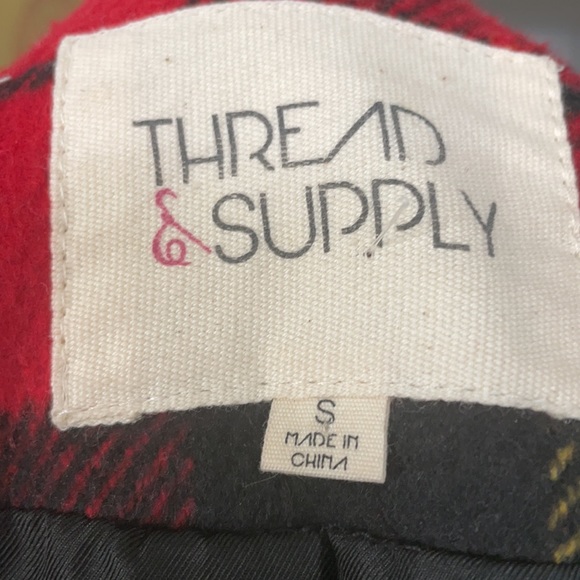 THREAD
& SUPPLY
S
MADE IN
CHINA